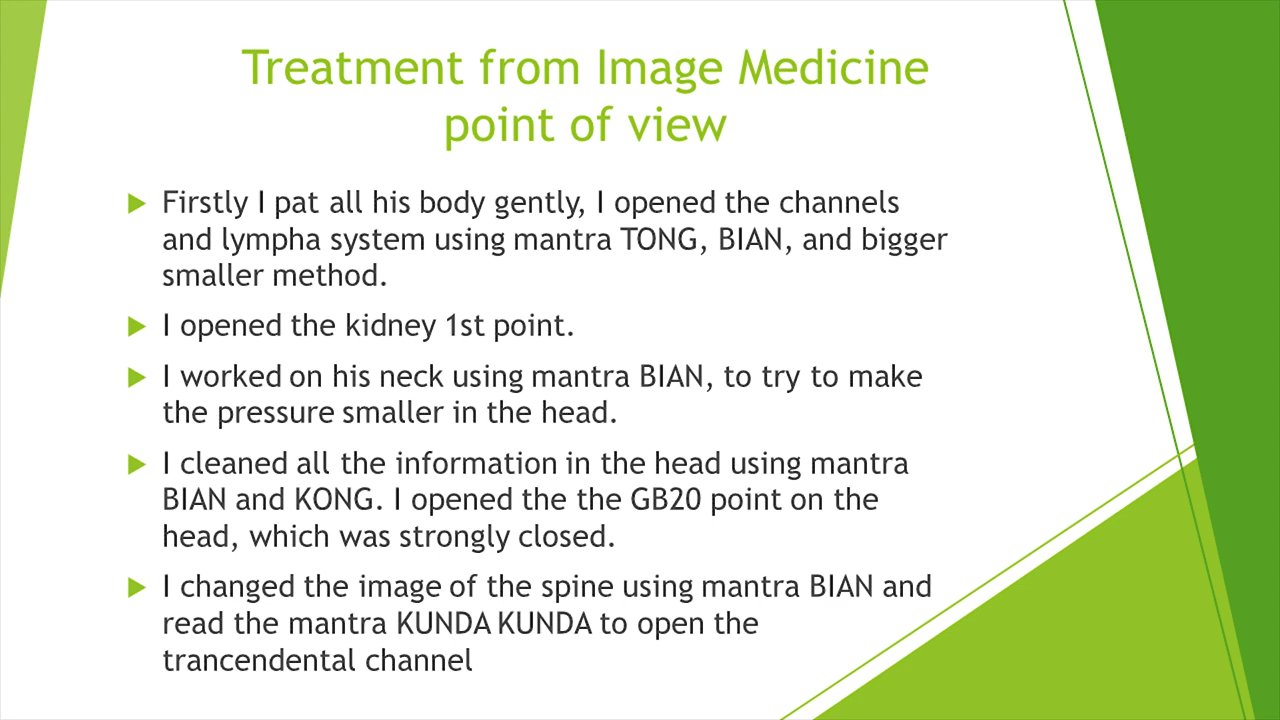 Treatment from Image Medicine
point of view
Firstly I pat all his body gently, I opened the channels
and lympha system using mantra TONG, BIAN, and bigger
smaller method.
I opened the kidney 1st point.
I worked on his neck using mantra BIAN, to try to make
the pressure smaller in the head.
I cleaned all the information in the head using mantra
BIAN and KONG. I opened the the GB20 point on the
head, which was strongly closed.
I changed the image of the spine using mantra BIAN and
read the mantra KUNDA KUNDA to open the
trancendental channel